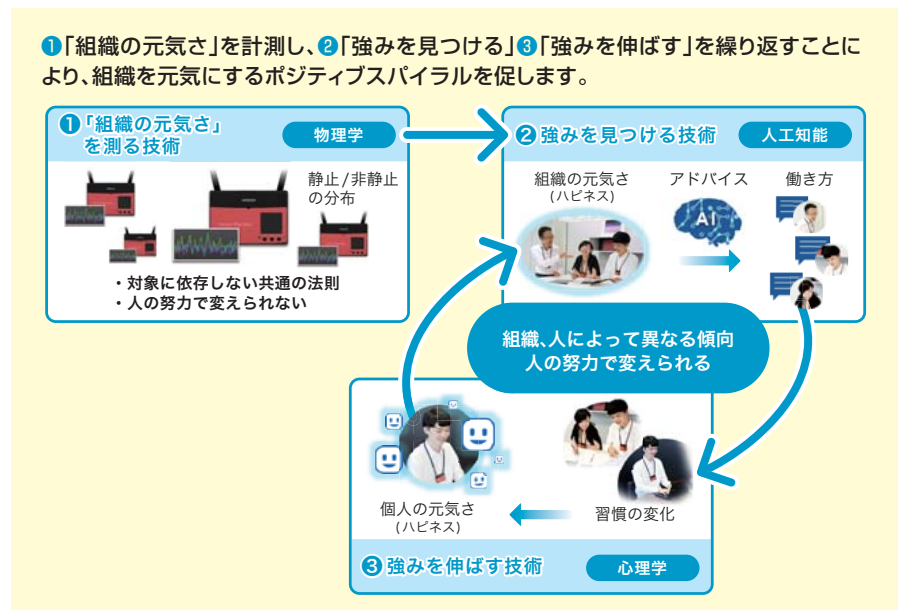 ❶「組織の元気さ」を計測し、❷「強みを見つける」❸「強みを伸ばす」を繰り返すことに
より、組織を元気にするポジティブスパイラルを促します。
❶「組織の元気さ」
を測る技術
物理学
静止/非静止
の分布
・対象に依存しない共通の法則
・人の努力で変えられない
❷強みを見つける技術
人工知能
組織の元気さ
(ハピネス)
アドバイス
働き方
AI
組織、人によって異なる傾向
人の努力で変えられる
個人の元気さ
(ハピネス)
習慣の変化
❸強みを伸ばす技術
心理学